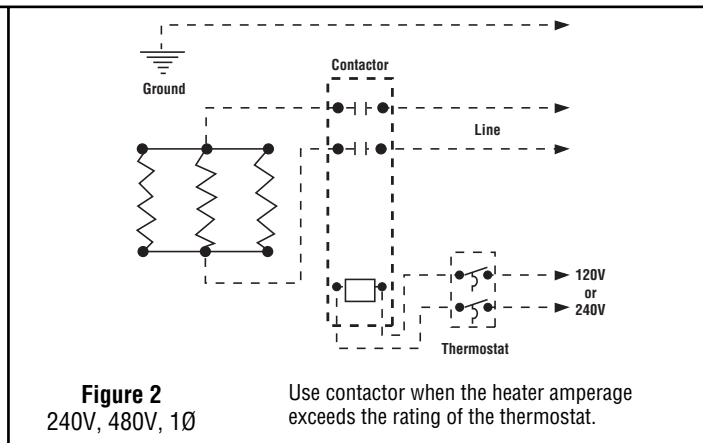 Ground
Contactor
Line
120V
or
240V
Thermostat
Figure 2
240V, 480V, 1Ø
Use contactor when the heater amperage
exceeds the rating of the thermostat.